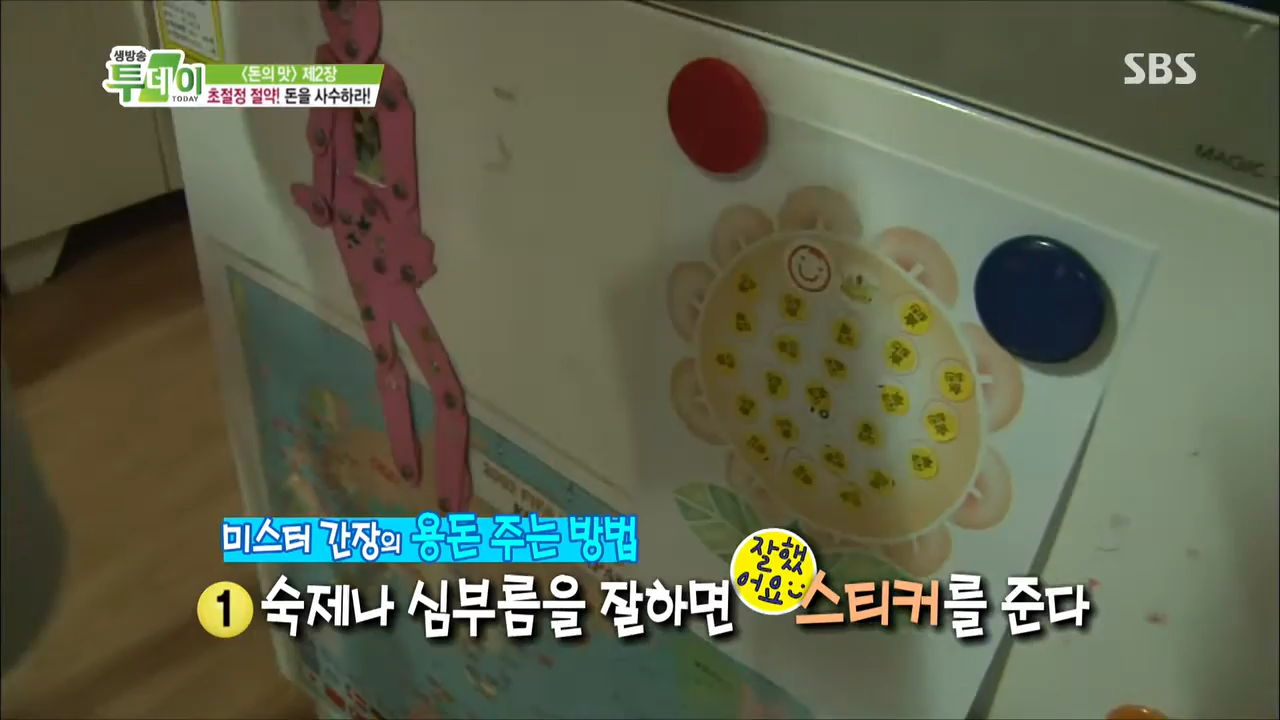 생방송
투데이
TODAY
<돈의 맛> 제2장
초절정 절약! 돈을 사수하라!
SBS
MAGIC
미스터 간장의 용돈 주는 방법
잘했
어요
1 숙제나 심부름을 잘하면 스티커를 준다